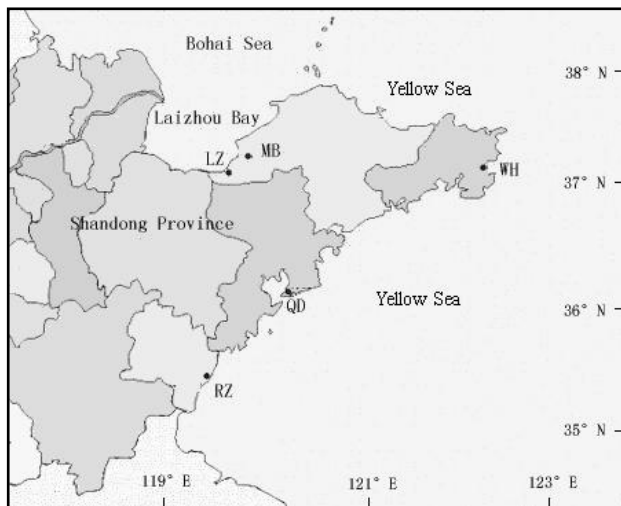 Bohai Sea
38° N
Yellow Sea
Laizhou Bay
MB
LZ
WH
37° N
Shandong Province
Yellow Sea
QD
36° N
RZ
35° N
119° E
121° E
123° E